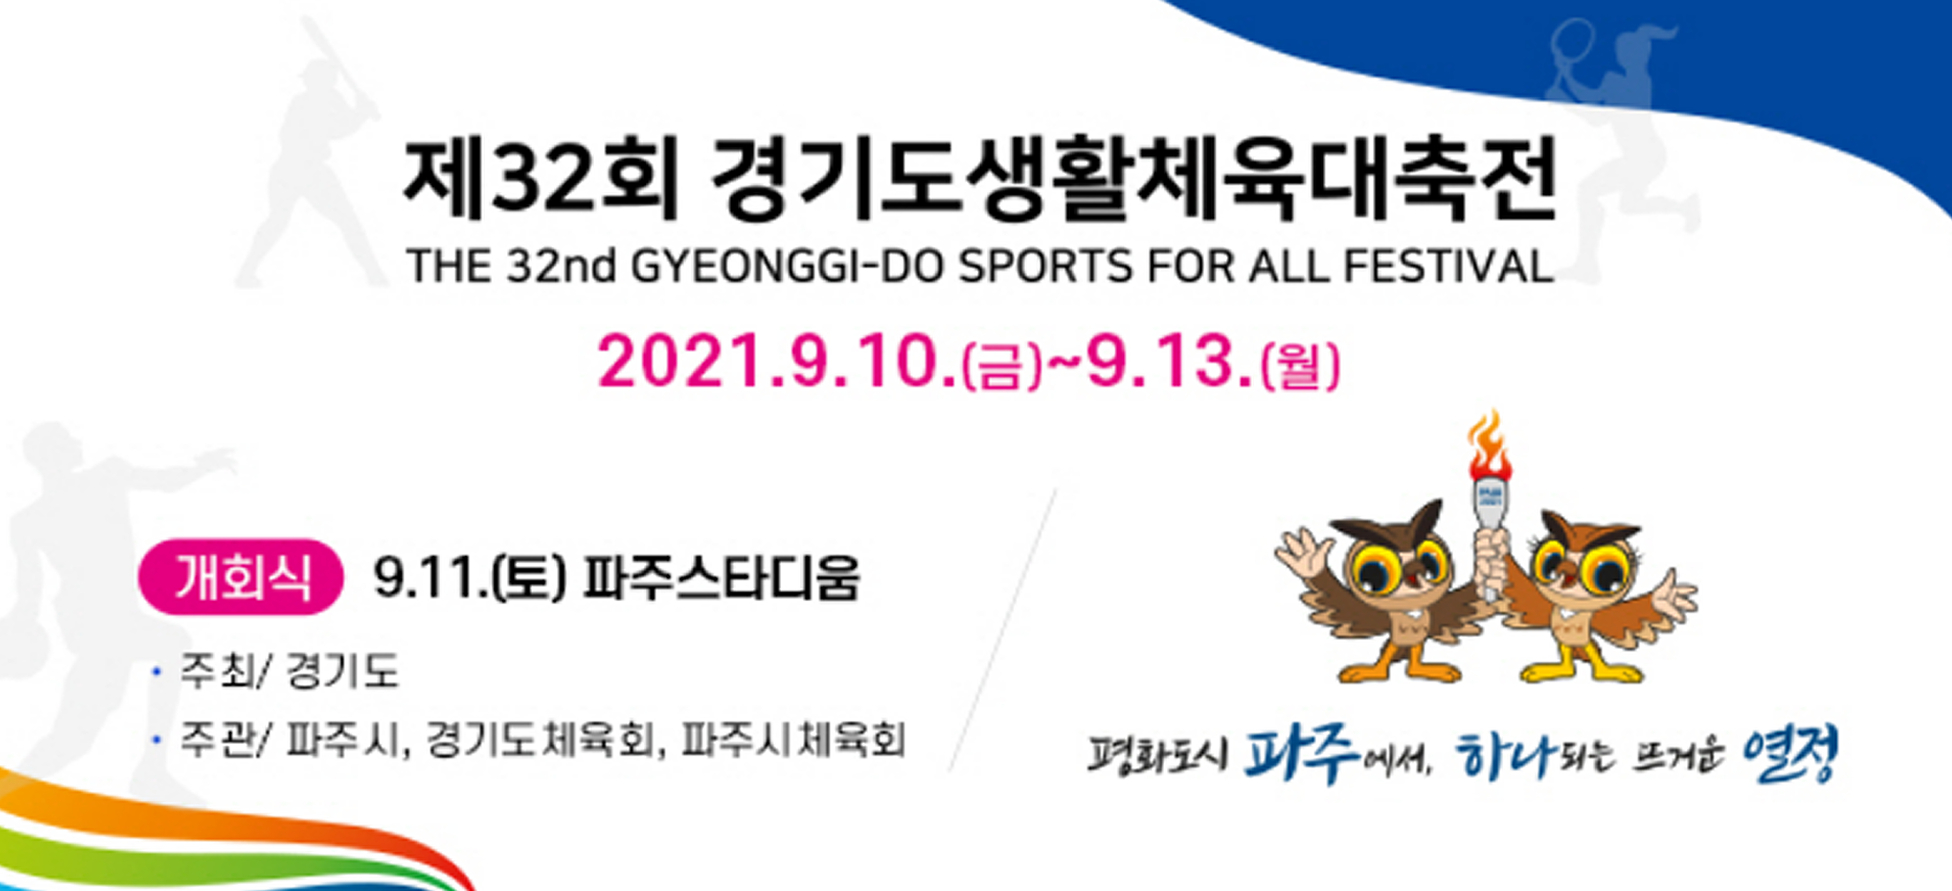 제32회 경기도생활체육대축전
THE 32nd GYEONGGI-DO SPORTS FOR ALL FESTIVAL
2021.9.10.(금)~9.13.(월)
개회식 9.11.(토) 파주스타디움
· 주최/ 경기도
· 주관/ 파주시, 경기도체육회, 파주시체육회
평화도시 파주에서, 하나되는 뜨거운 열정